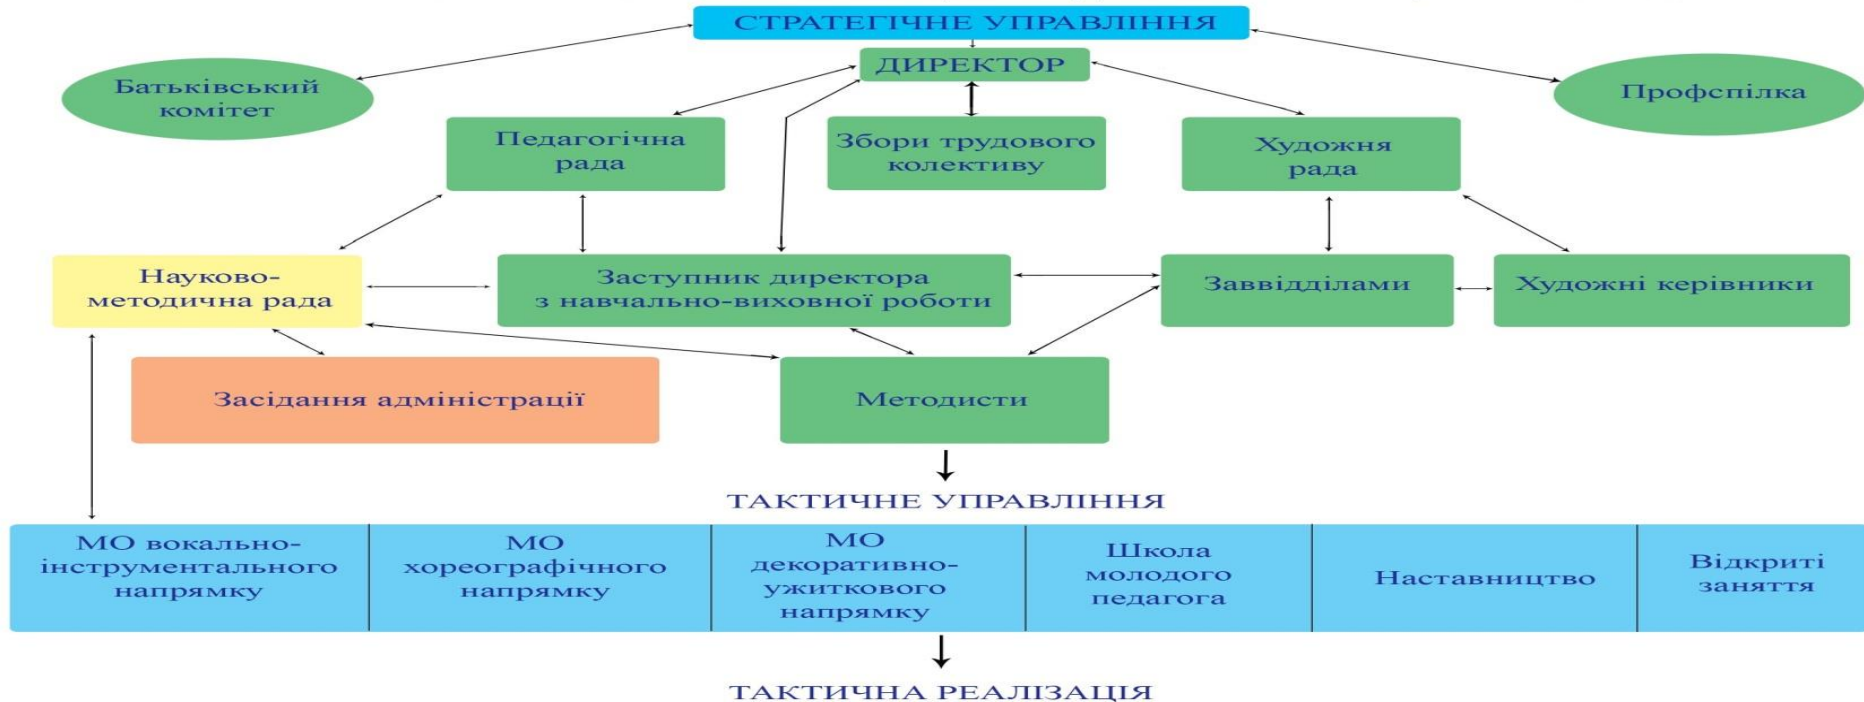 СТРАТЕГІЧНЕ УПРАВЛІННЯ
ДИРЕКТОР
Батьківський
комітет
Профспілка
Педагогічна
рада
Збори трудового
колективу
Художня
рада
Науково-
методична рада
Заступник директора
з навчально-виховної роботи
Заввідділами
Художні керівники
Засідання адміністрації
Методисти
ТАКТИЧНЕ УПРАВЛІННЯ
МО вокально-
інструментального
напрямку
МО
хореографічного
напрямку
МО
декоративно-
ужиткового
напрямку
Школа
молодого
педагога
Наставництво
Відкриті
заняття
ТАКТИЧНА РЕАЛІЗАЦІЯ